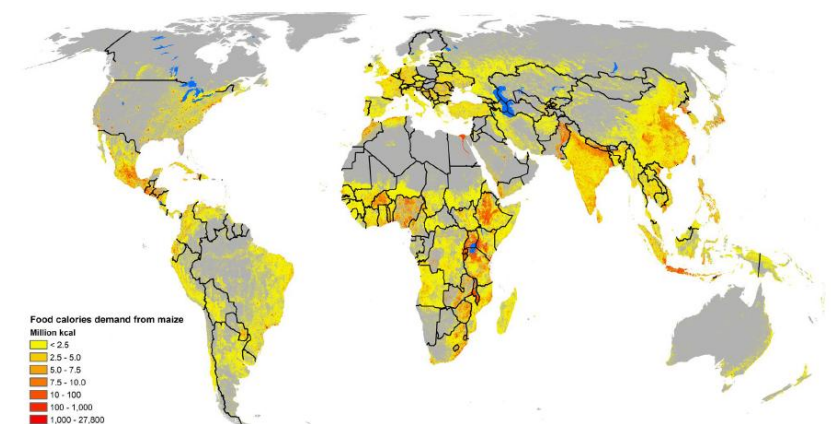 Food calories demand from maize
Million kcal
< 2.5
2.5 - 5.0
5.0 - 7.5
7.5 - 10.0
10 - 100
100 - 1,000
1,000 - 27,800